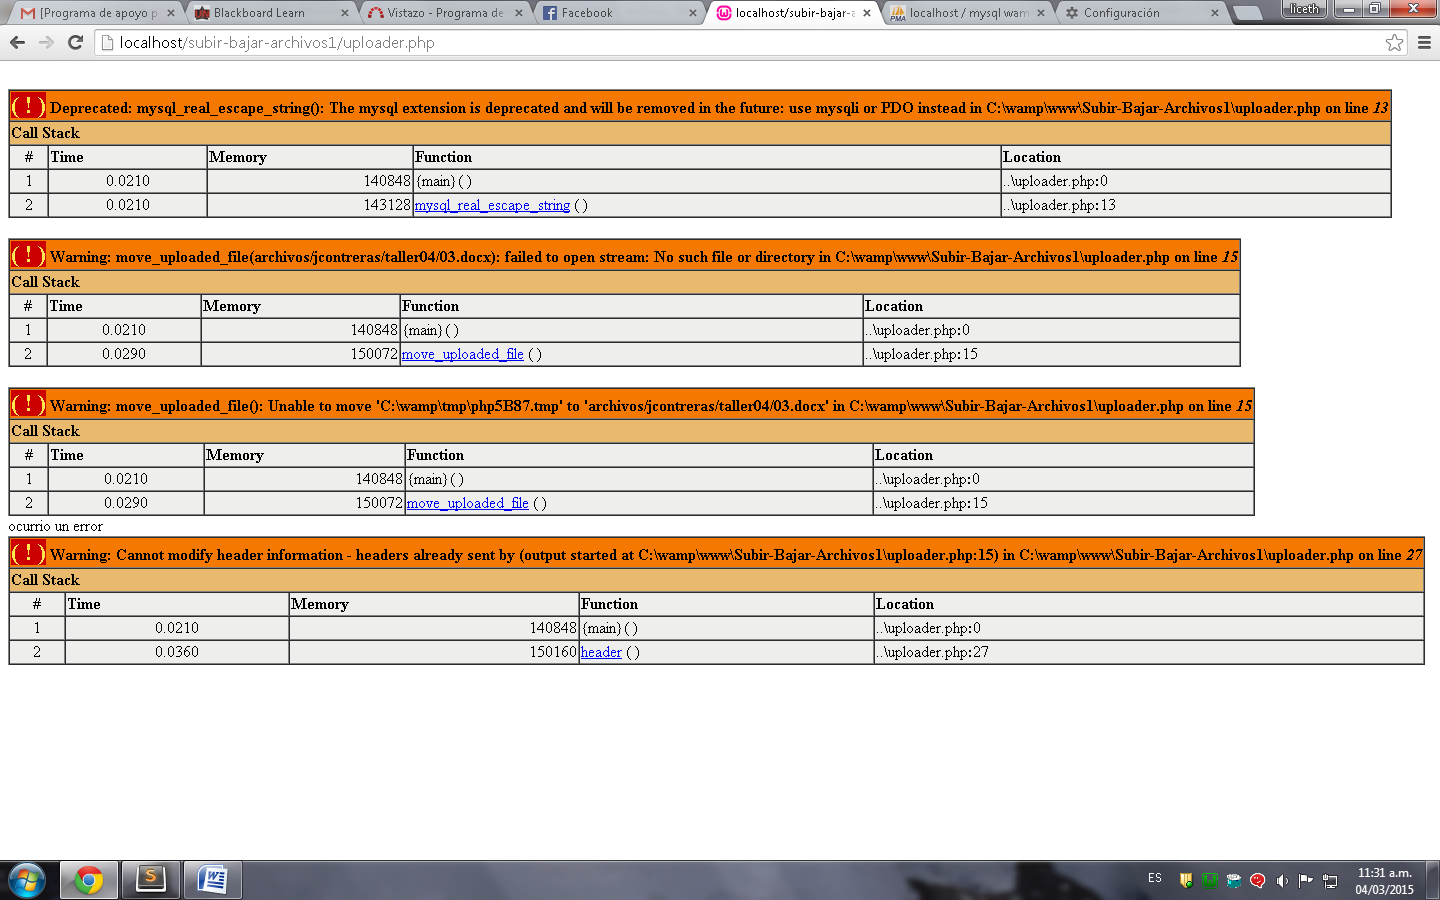 [Programa de apoyo p
Blackboard Learn
Vistazo - Programa de
Facebook
localhost/subir-bajar-a
localhost / mysql wam
Configuración
liceth
localhost/subir-bajar-archivos1/uploader.php
( ! ) Deprecated: mysql_real_escape_string(): The mysql extension is deprecated and will be removed in the future: use mysqli or PDO instead in C:\wamp\www\Subir-Bajar-Archivos1\uploader.php on line 13
Call Stack
# Time Memory Function Location
1 0.0210 140848 {main}( ) ..\uploader.php:0
2 0.0210 143128 mysql_real_escape_string ( ) ..\uploader.php:13
( ! ) Warning: move_uploaded_file(archivos/jcontreras/taller04/03.docx): failed to open stream: No such file or directory in C:\wamp\www\Subir-Bajar-Archivos1\uploader.php on line 15
Call Stack
# Time Memory Function Location
1 0.0210 140848 {main}( ) ..\uploader.php:0
2 0.0290 150072 move_uploaded_file ( ) ..\uploader.php:15
( ! ) Warning: move_uploaded_file(): Unable to move 'C:\wamp\tmp\php5B87.tmp' to 'archivos/jcontreras/taller04/03.docx' in C:\wamp\www\Subir-Bajar-Archivos1\uploader.php on line 15
Call Stack
# Time Memory Function Location
1 0.0210 140848 {main}( ) ..\uploader.php:0
2 0.0290 150072 move_uploaded_file ( ) ..\uploader.php:15
ocurrio un error
( ! ) Warning: Cannot modify header information - headers already sent by (output started at C:\wamp\www\Subir-Bajar-Archivos1\uploader.php:15) in C:\wamp\www\Subir-Bajar-Archivos1\uploader.php on line 27
Call Stack
# Time Memory Function Location
1 0.0210 140848 {main}( ) ..\uploader.php:0
2 0.0360 150160 header ( ) ..\uploader.php:27
ES
11:31 a.m.
04/03/2015